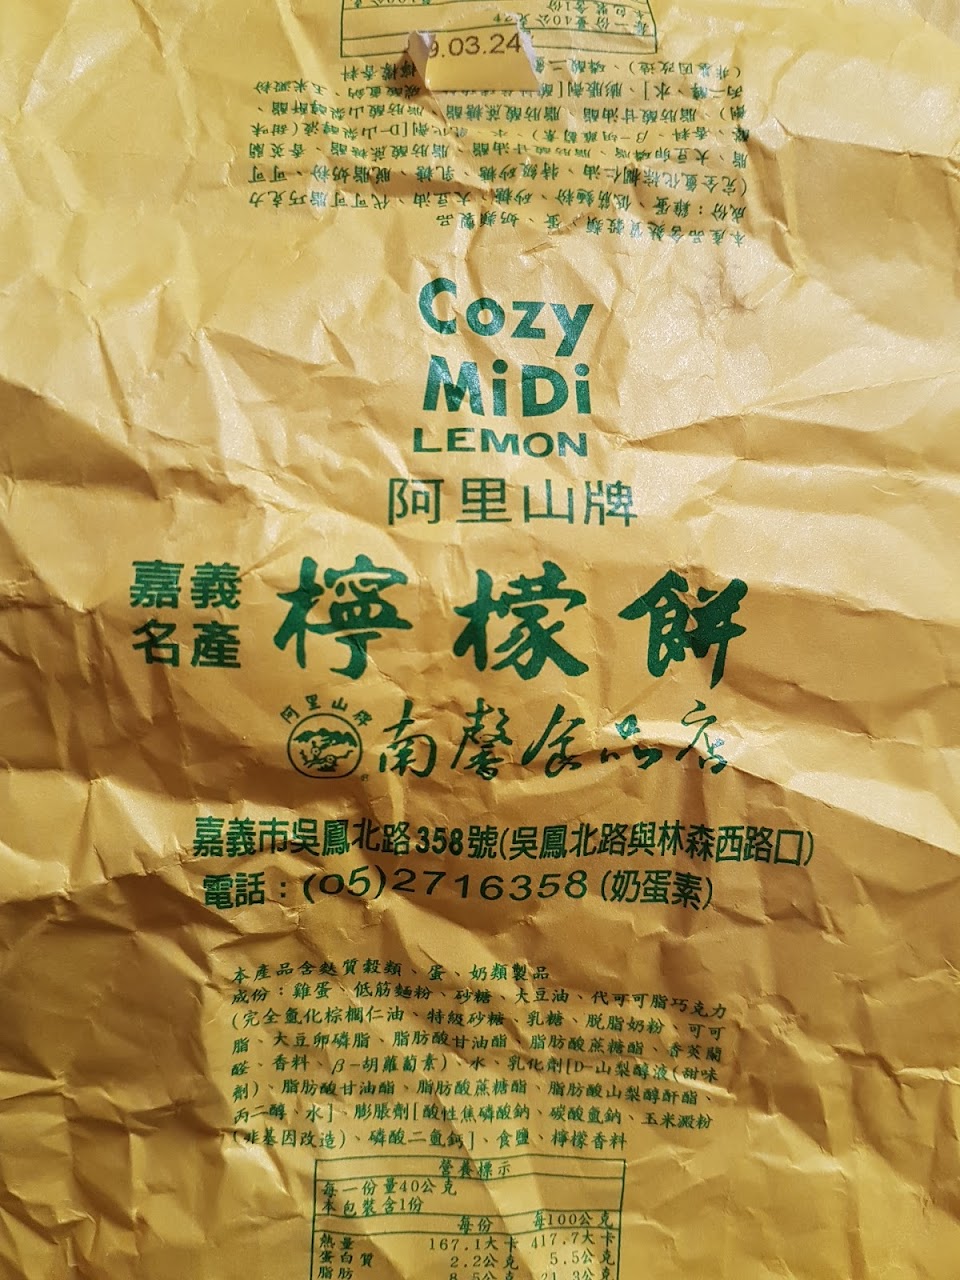 9.03.24
Cozy
MiDi
LEMON
阿里山牌
嘉義
名產
檸檬餅
阿里山牌
南馨食品店
嘉義市吳鳳北路358號(吳鳳北路與林森西路口)
電話：(05)2716358(奶蛋素)
本產品含麩質穀類、蛋、奶類製品
成份：雞蛋、低筋麵粉、砂糖、大豆油、代可可脂巧克力
(完全氫化棕櫚仁油、特級砂糖、乳糖、脫脂奶粉、可可
脂、大豆卵磷脂、脂肪酸甘油酯、脂肪酸蔗糖酯、香莢蘭
醛、香料、β-胡蘿蔔素)、水、乳化劑[D-山梨醇液(甜味
劑)、脂肪酸甘油酯、脂肪酸蔗糖酯、脂肪酸山梨醇酐酯、
丙二醇、水]、膨脹劑[酸性焦磷酸鈉、碳酸氫鈉、玉米澱粉
(非基因改造)、磷酸二氫鈣]、食鹽、檸檬香料
營養標示
每一份量40公克
本包裝含1份
每份 每100公克
熱量 167.1大卡 417.7大卡
蛋白質 2.2公克 5.5公克
脂肪 8.5公克 21.3公克